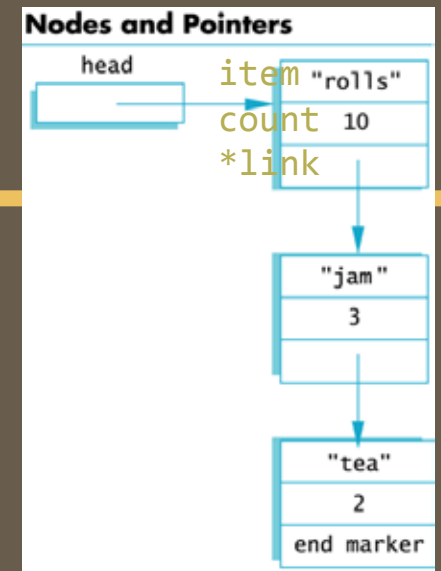 Nodes and Pointers
head
item "rolls"
count 10
*link
"jam"
3
"tea"
2
end marker